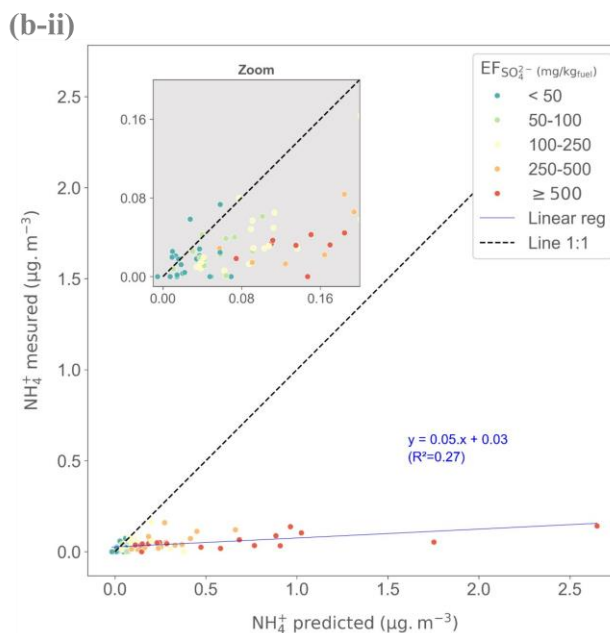 (b-ii)
Zoom
0.16
0.08
0.00
0.00
0.08
0.16
EF SO₄²⁻ (mg/kg fuel)
< 50
50-100
100-250
250-500
≥ 500
Linear reg
Line 1:1
2.5
2.0
1.5
1.0
0.5
0.0
NH₄⁺ mesured (µg. m⁻³)
y = 0.05.x + 0.03
(R²=0.27)
0.0
0.5
1.0
1.5
2.0
2.5
NH₄⁺ predicted (µg. m⁻³)